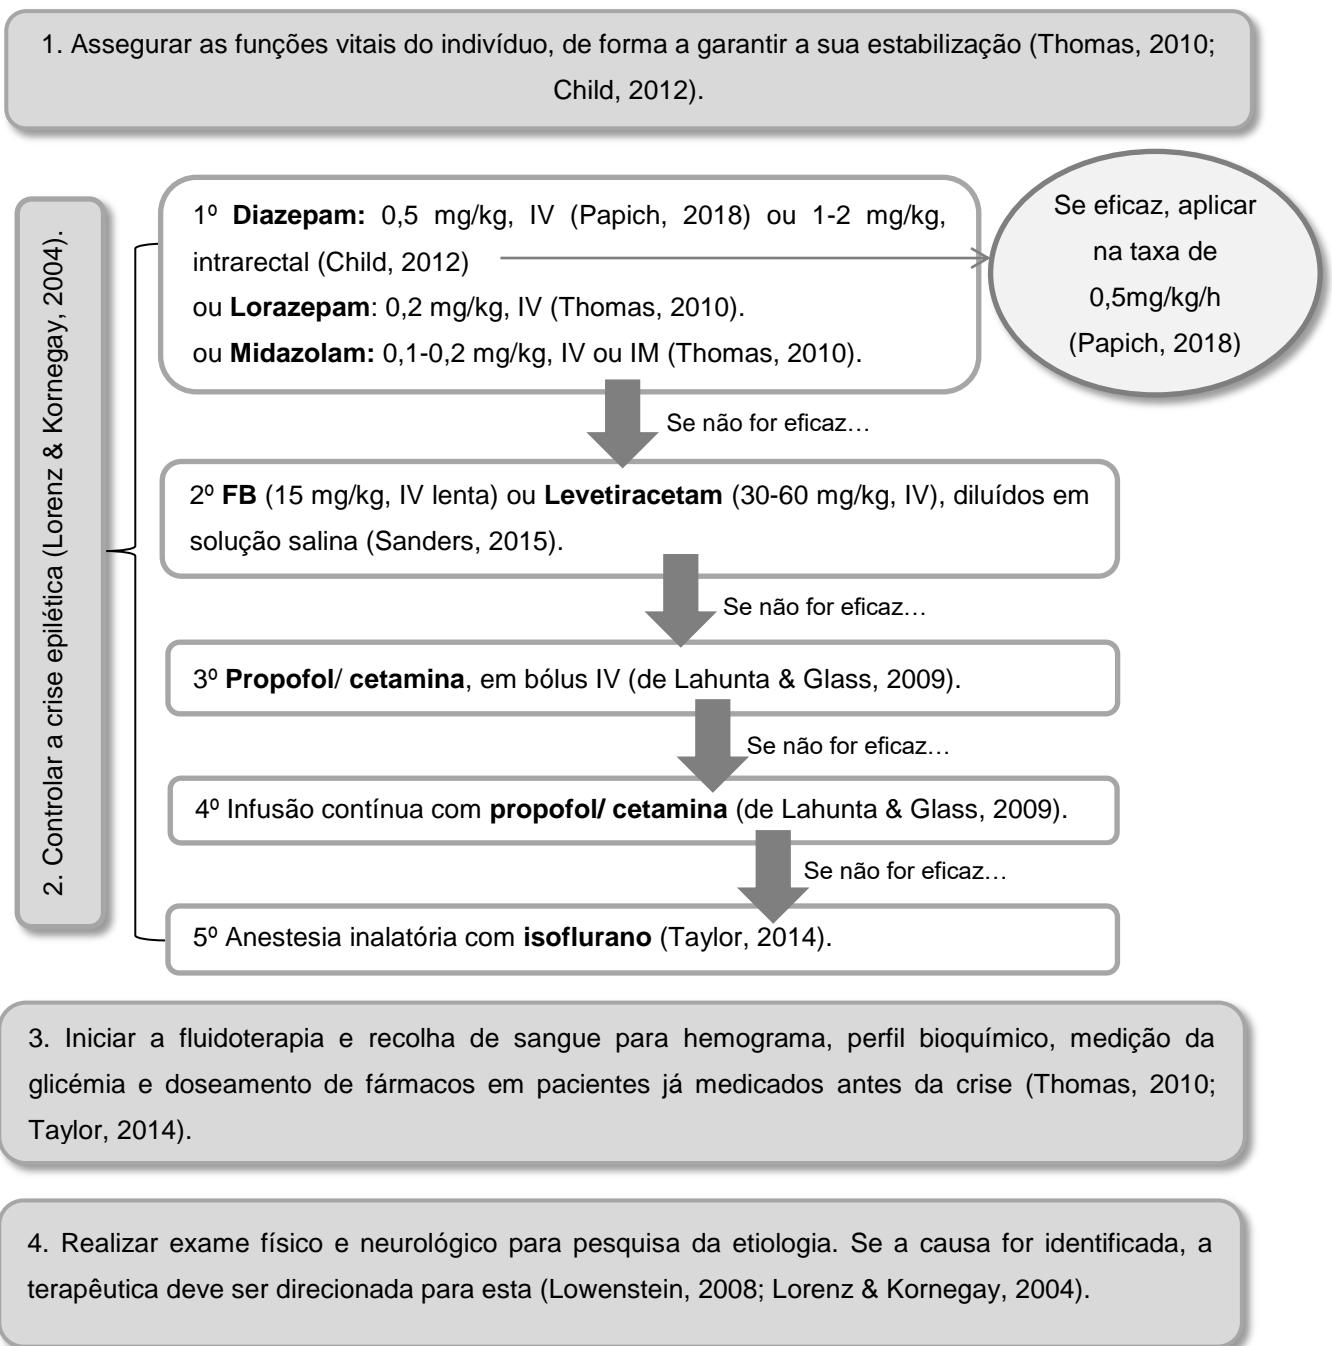 1. Assegurar as funções vitais do indivíduo, de forma a garantir a sua estabilização (Thomas, 2010;
Child, 2012).
2. Controlar a crise epilética (Lorenz & Kornegay, 2004).
1º Diazepam: 0,5 mg/kg, IV (Papich, 2018) ou 1-2 mg/kg,
intrarectal (Child, 2012)
ou Lorazepam: 0,2 mg/kg, IV (Thomas, 2010).
ou Midazolam: 0,1-0,2 mg/kg, IV ou IM (Thomas, 2010).
Se eficaz, aplicar
na taxa de
0,5mg/kg/h
(Papich, 2018)
Se não for eficaz…
2º FB (15 mg/kg, IV lenta) ou Levetiracetam (30-60 mg/kg, IV), diluídos em
solução salina (Sanders, 2015).
Se não for eficaz…
3º Propofol/ cetamina, em bólus IV (de Lahunta & Glass, 2009).
Se não for eficaz…
4º Infusão contínua com propofol/ cetamina (de Lahunta & Glass, 2009).
Se não for eficaz…
5º Anestesia inalatória com isoflurano (Taylor, 2014).
3. Iniciar a fluidoterapia e recolha de sangue para hemograma, perfil bioquímico, medição da
glicémia e doseamento de fármacos em pacientes já medicados antes da crise (Thomas, 2010;
Taylor, 2014).
4. Realizar exame físico e neurológico para pesquisa da etiologia. Se a causa for identificada, a
terapêutica deve ser direcionada para esta (Lowenstein, 2008; Lorenz & Kornegay, 2004).